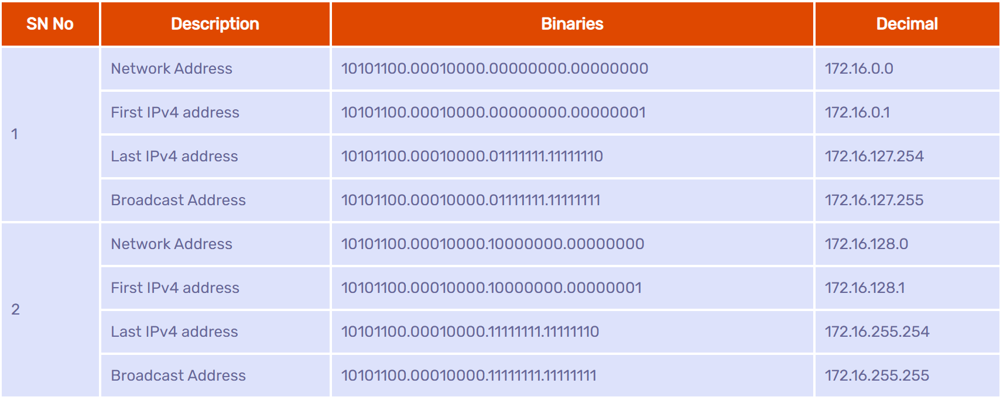 SN No Description Binaries Decimal
1
Network Address 10101100.00010000.00000000.00000000 172.16.0.0
First IPv4 address 10101100.00010000.00000000.00000001 172.16.0.1
Last IPv4 address 10101100.00010000.01111111.11111110 172.16.127.254
Broadcast Address 10101100.00010000.01111111.11111111 172.16.127.255
2
Network Address 10101100.00010000.10000000.00000000 172.16.128.0
First IPv4 address 10101100.00010000.10000000.00000001 172.16.128.1
Last IPv4 address 10101100.00010000.11111111.11111110 172.16.255.254
Broadcast Address 10101100.00010000.11111111.11111111 172.16.255.255